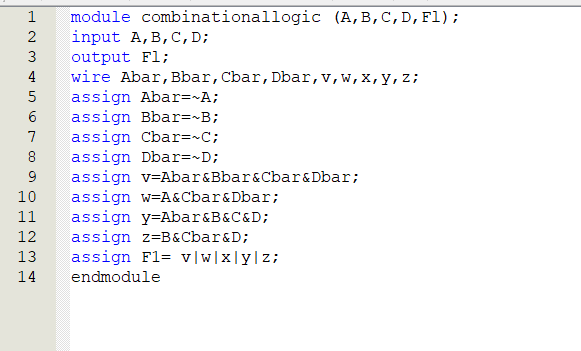 1 module combinationallogic (A,B,C,D,F1);
2 input A,B,C,D;
3 output F1;
4 wire Abar,Bbar,Cbar,Dbar,v,w,x,y,z;
5 assign Abar=~A;
6 assign Bbar=~B;
7 assign Cbar=~C;
8 assign Dbar=~D;
9 assign v=Abar&Bbar&Cbar&Dbar;
10 assign w=A&Cbar&Dbar;
11 assign y=Abar&B&C&D;
12 assign z=B&Cbar&D;
13 assign F1= v|w|x|y|z;
14 endmodule